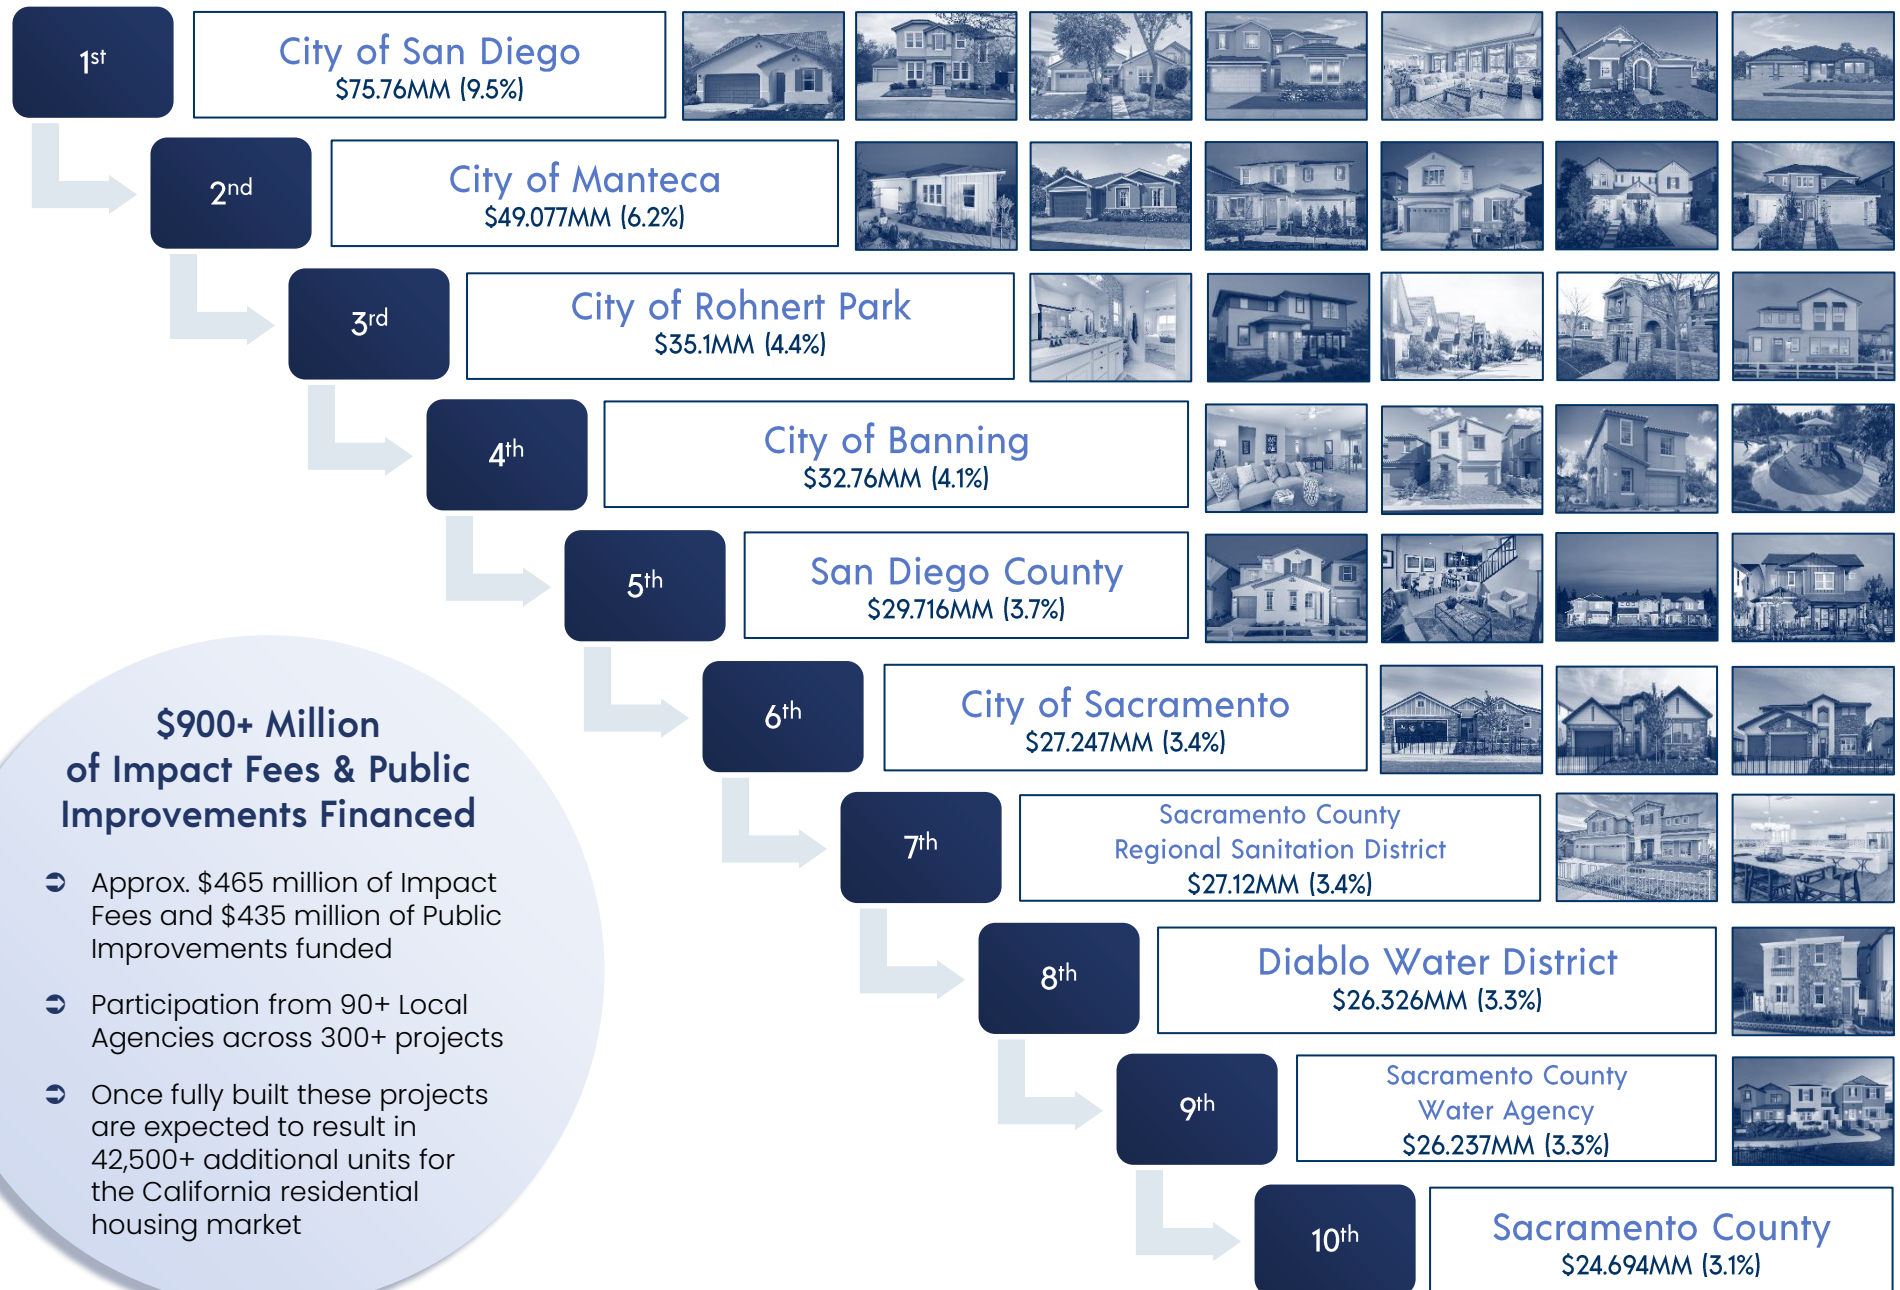 1st
City of San Diego
$75.76MM (9.5%)
2nd
City of Manteca
$49.077MM (6.2%)
3rd
City of Rohnert Park
$35.1MM (4.4%)
4th
City of Banning
$32.76MM (4.1%)
5th
San Diego County
$29.716MM (3.7%)
6th
City of Sacramento
$27.247MM (3.4%)
7th
Sacramento County
Regional Sanitation District
$27.12MM (3.4%)
8th
Diablo Water District
$26.326MM (3.3%)
9th
Sacramento County
Water Agency
$26.237MM (3.3%)
10th
Sacramento County
$24.694MM (3.1%)
$900+ Million
of Impact Fees & Public
Improvements Financed
Approx. $465 million of Impact
Fees and $435 million of Public
Improvements funded
Participation from 90+ Local
Agencies across 300+ projects
Once fully built these projects
are expected to result in
42,500+ additional units for
the California residential
housing market